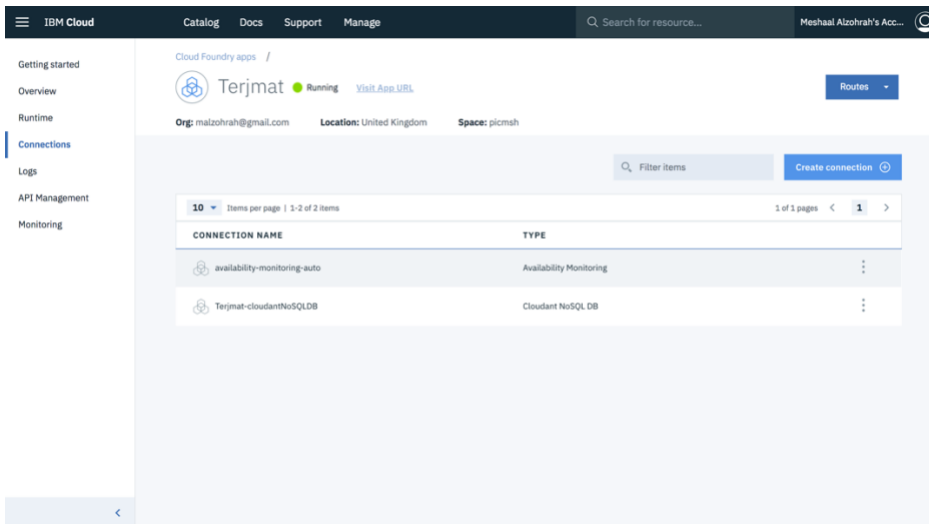 IBM Cloud Catalog Docs Support Manage Search for resource... Meshaal Alzohrah's Acc...
Getting started
Overview
Runtime
Connections
Logs
API Management
Monitoring
Cloud Foundry apps /
Terjmat Running Visit App URL
Routes
Org: malzohrah@gmail.com Location: United Kingdom Space: picmsh
Filter items
Create connection
10 Items per page | 1-2 of 2 items 1 of 1 pages 1
CONNECTION NAME TYPE
availability-monitoring-auto Availability Monitoring
Terjmat-cloudantNoSQLDB Cloudant NoSQL DB